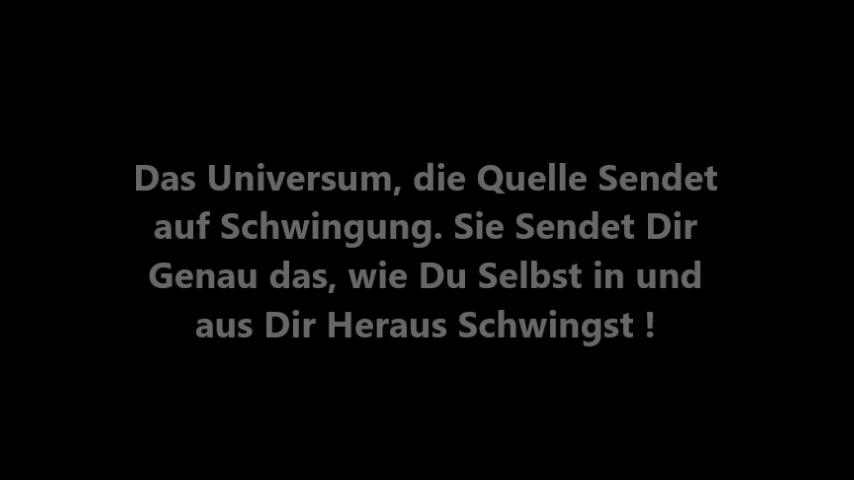 Das Universum, die Quelle Sendet
auf Schwingung. Sie Sendet Dir
Genau das, wie Du Selbst in und
aus Dir Heraus Schwingst !